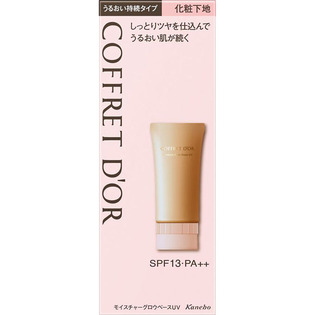 うるおい持続タイプ
化粧下地
しっとりツヤを仕込んで
うるおい肌が続く
COFFRET D'OR
COFFRET D'OR
SPF13・PA++
モイスチャーグロウベースUV
Kanebo